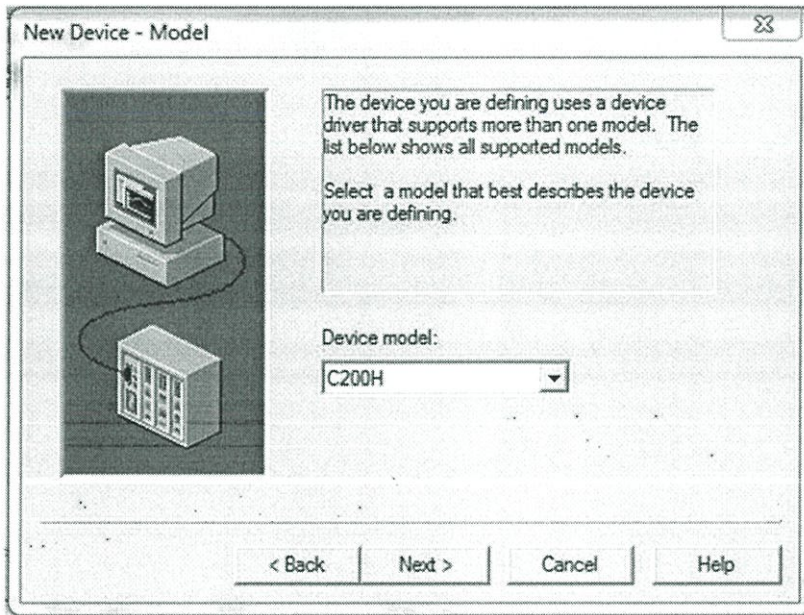 New Device - Model
The device you are defining uses a device
driver that supports more than one model. The
list below shows all supported models.
Select a model that best describes the device
you are defining.
Device model:
C200H
< Back
Next >
Cancel
Help